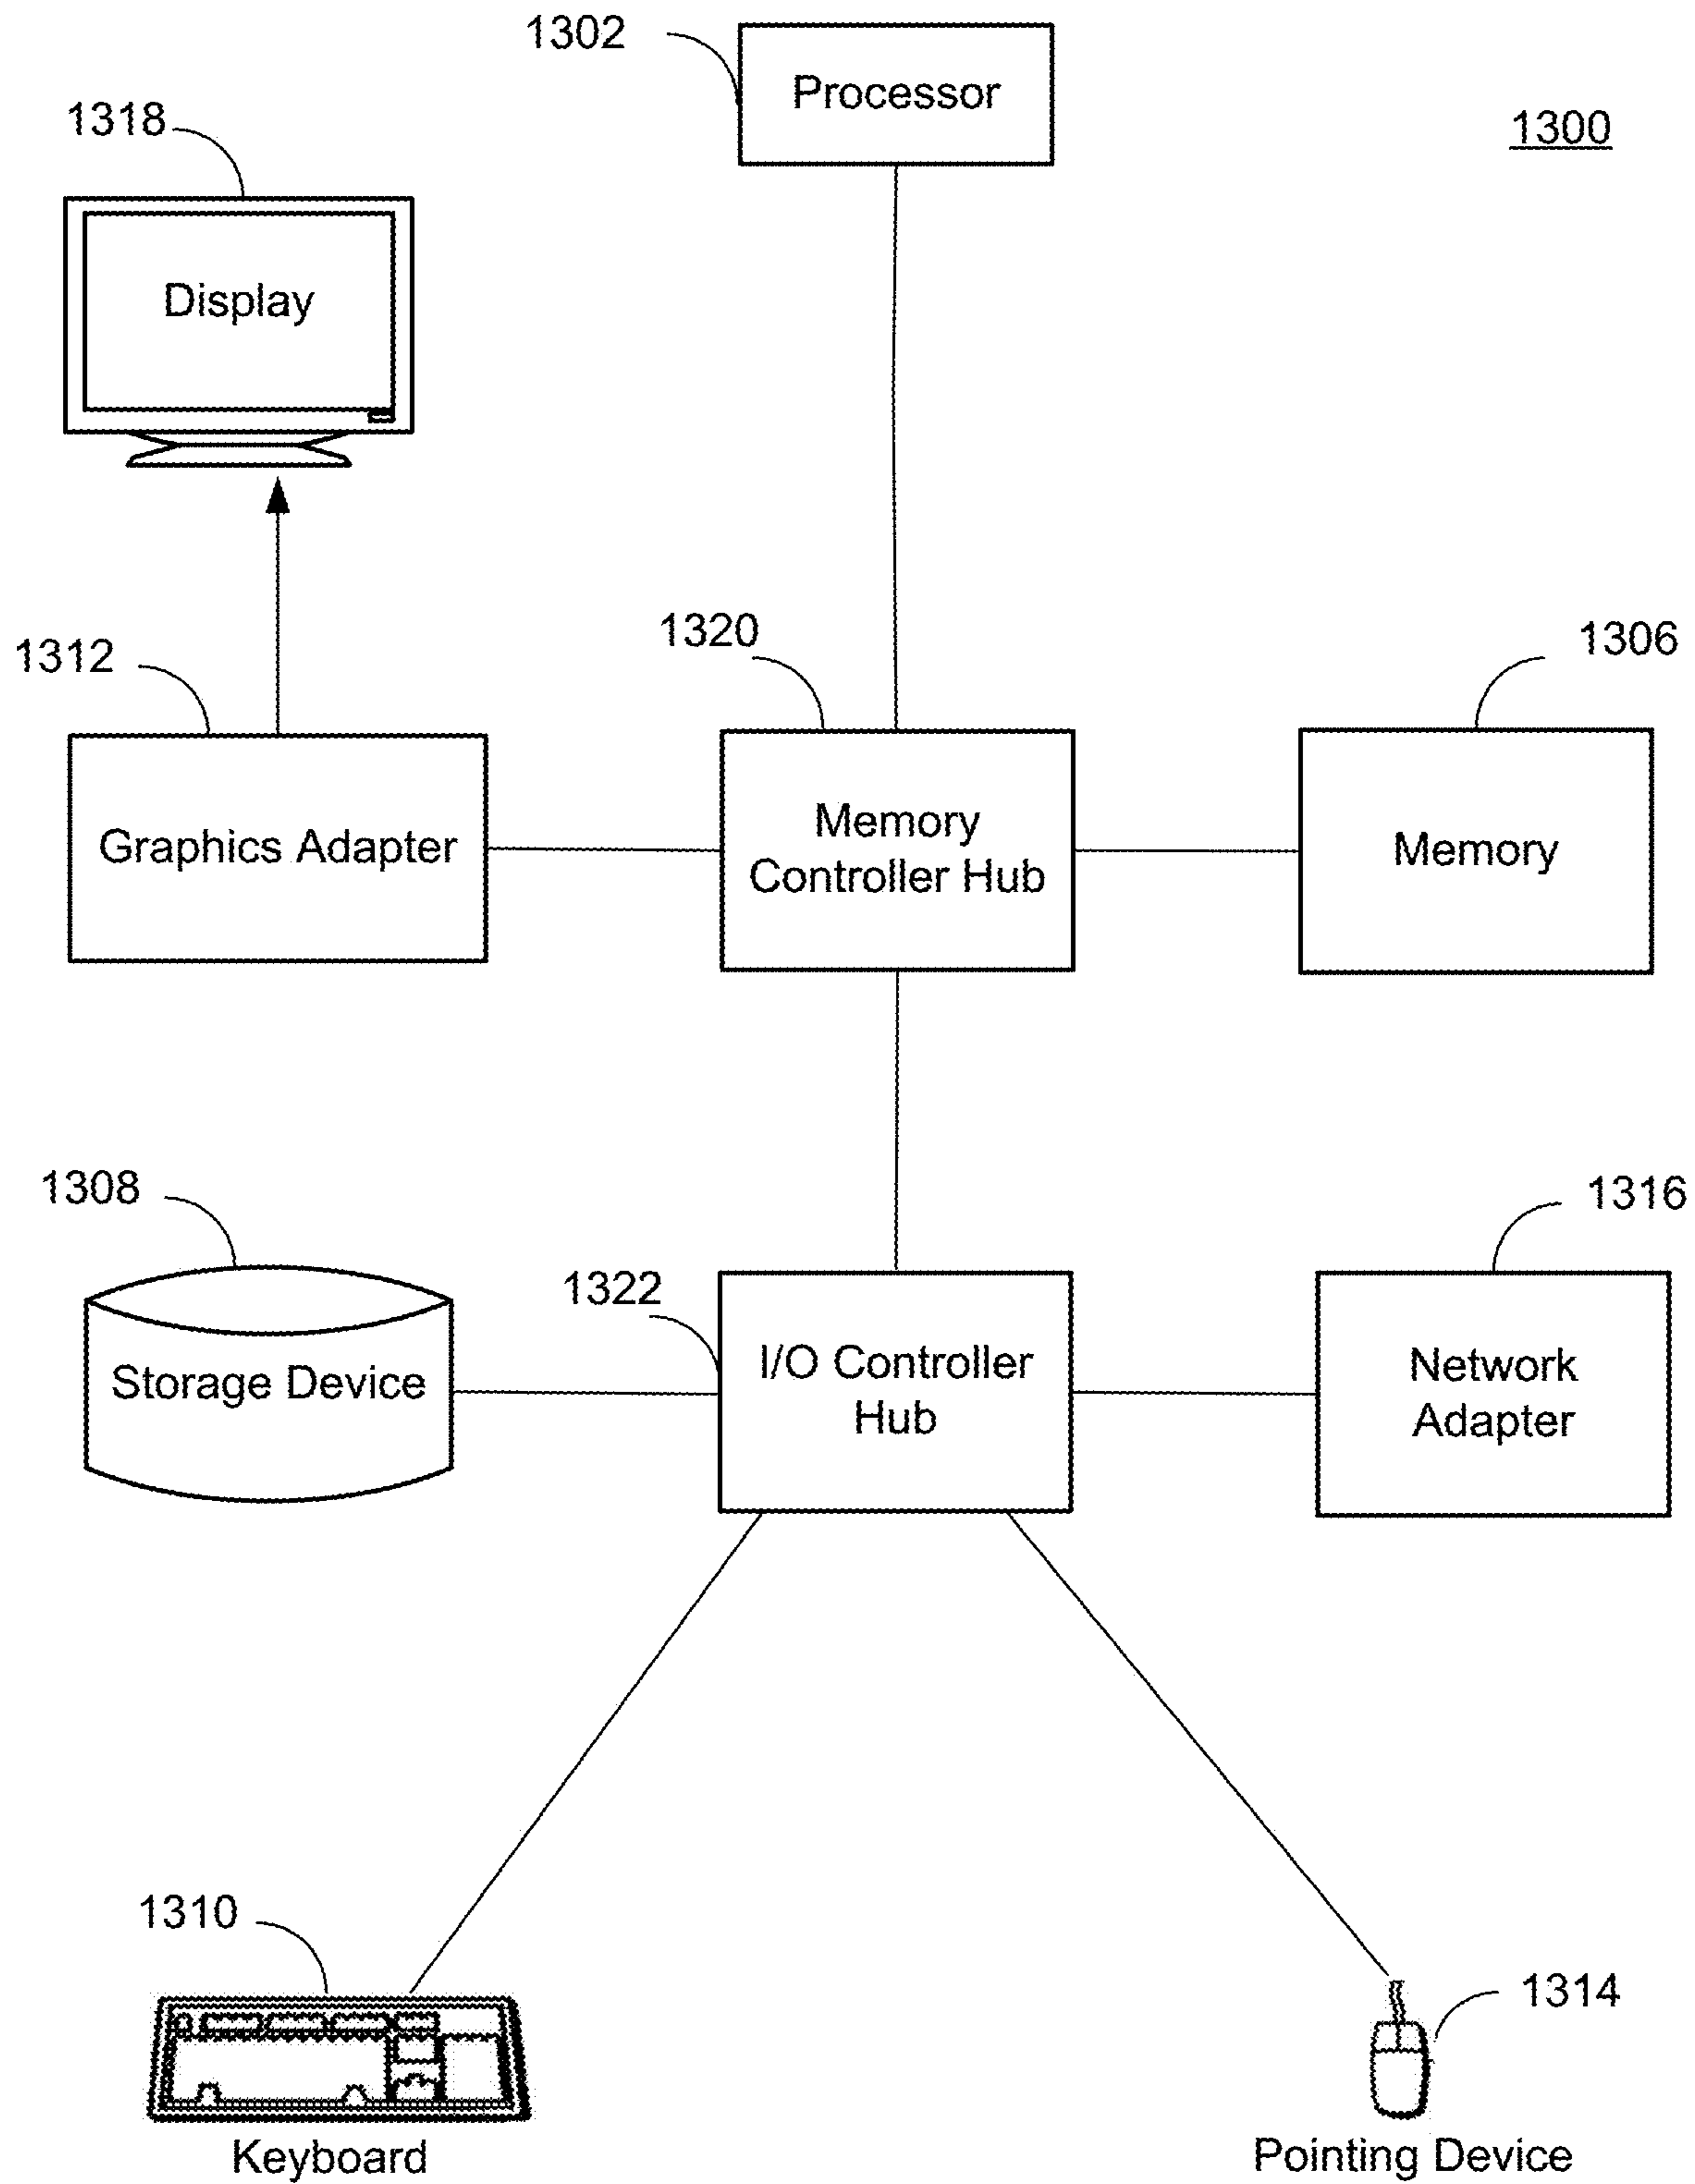 1302
Processor
1300
1318
Display
1312
1320
1306
Graphics Adapter
Memory
Controller Hub
Memory
1308
1322
1316
Storage Device
I/O Controller
Hub
Network
Adapter
1310
1314
Keyboard
Pointing Device